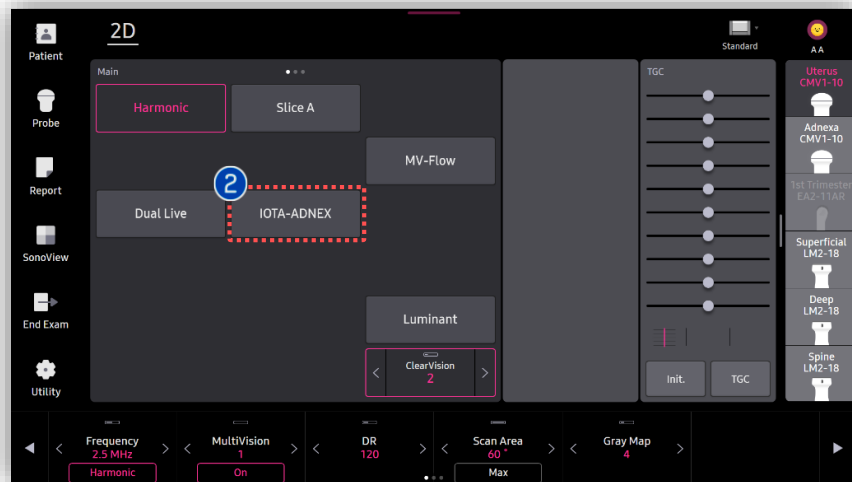 2D
Standard
A A
Patient
Probe
Report
SonoView
End Exam
Utility
Main
Harmonic
Slice A
MV-Flow
2
Dual Live
IOTA-ADNEX
Luminant
ClearVision
2
TGC
Init.
TGC
Uterus
CMV1-10
Adnexa
CMV1-10
1st Trimester
EA2-11AR
Superficial
LM2-18
Deep
LM2-18
Spine
LM2-18
Frequency
2.5 MHz
Harmonic
MultiVision
1
On
DR
120
Scan Area
60 °
Max
Gray Map
4